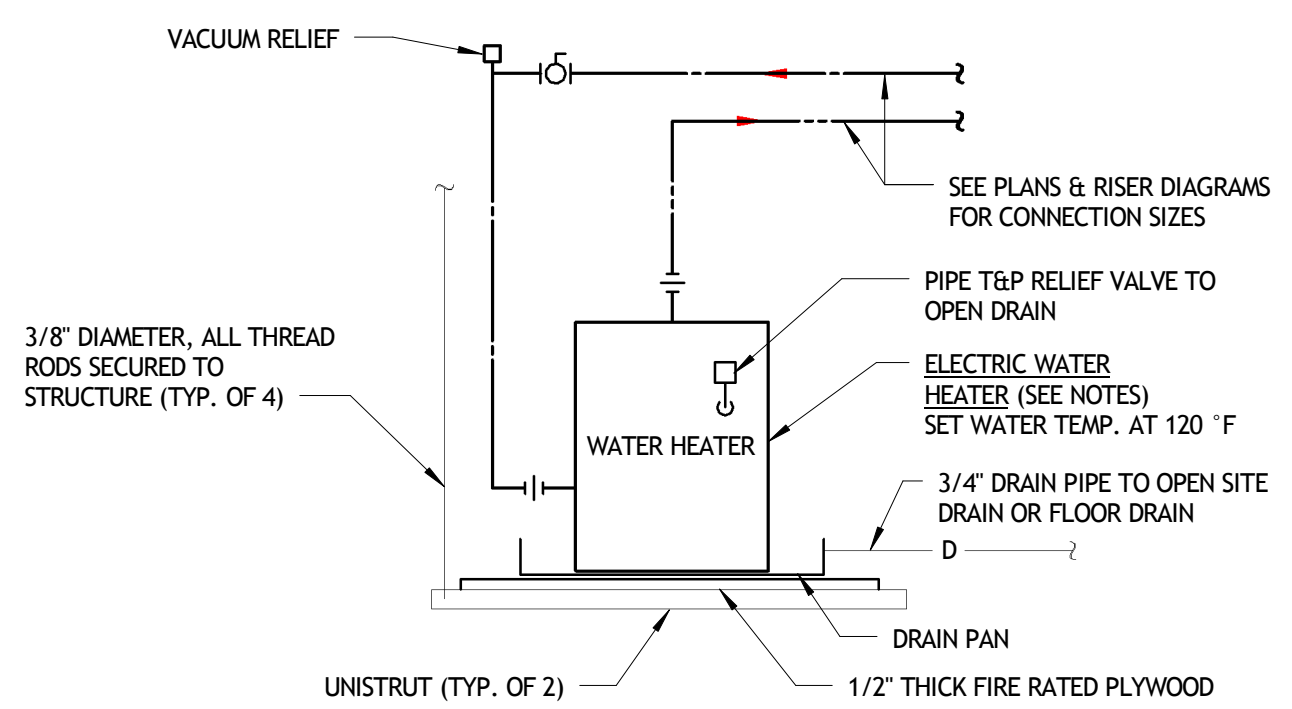 VACUUM RELIEF
SEE PLANS & RISER DIAGRAMS
FOR CONNECTION SIZES
PIPE T&P RELIEF VALVE TO
OPEN DRAIN
3/8" DIAMETER, ALL THREAD
RODS SECURED TO
STRUCTURE (TYP. OF 4)
ELECTRIC WATER
HEATER (SEE NOTES)
SET WATER TEMP. AT 120 °F
WATER HEATER
3/4" DRAIN PIPE TO OPEN SITE
DRAIN OR FLOOR DRAIN
D
DRAIN PAN
UNISTRUT (TYP. OF 2)
1/2" THICK FIRE RATED PLYWOOD